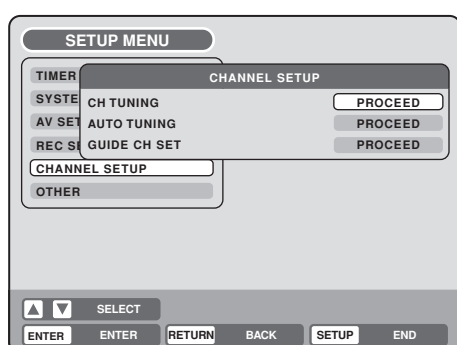 SETUP MENU
TIMER
CHANNEL SETUP
SYSTE
CH TUNING PROCEED
AV SET
AUTO TUNING PROCEED
REC S
GUIDE CH SET PROCEED
CHANNEL SETUP
OTHER
▲ ▼ SELECT
ENTER ENTER RETURN BACK SETUP END